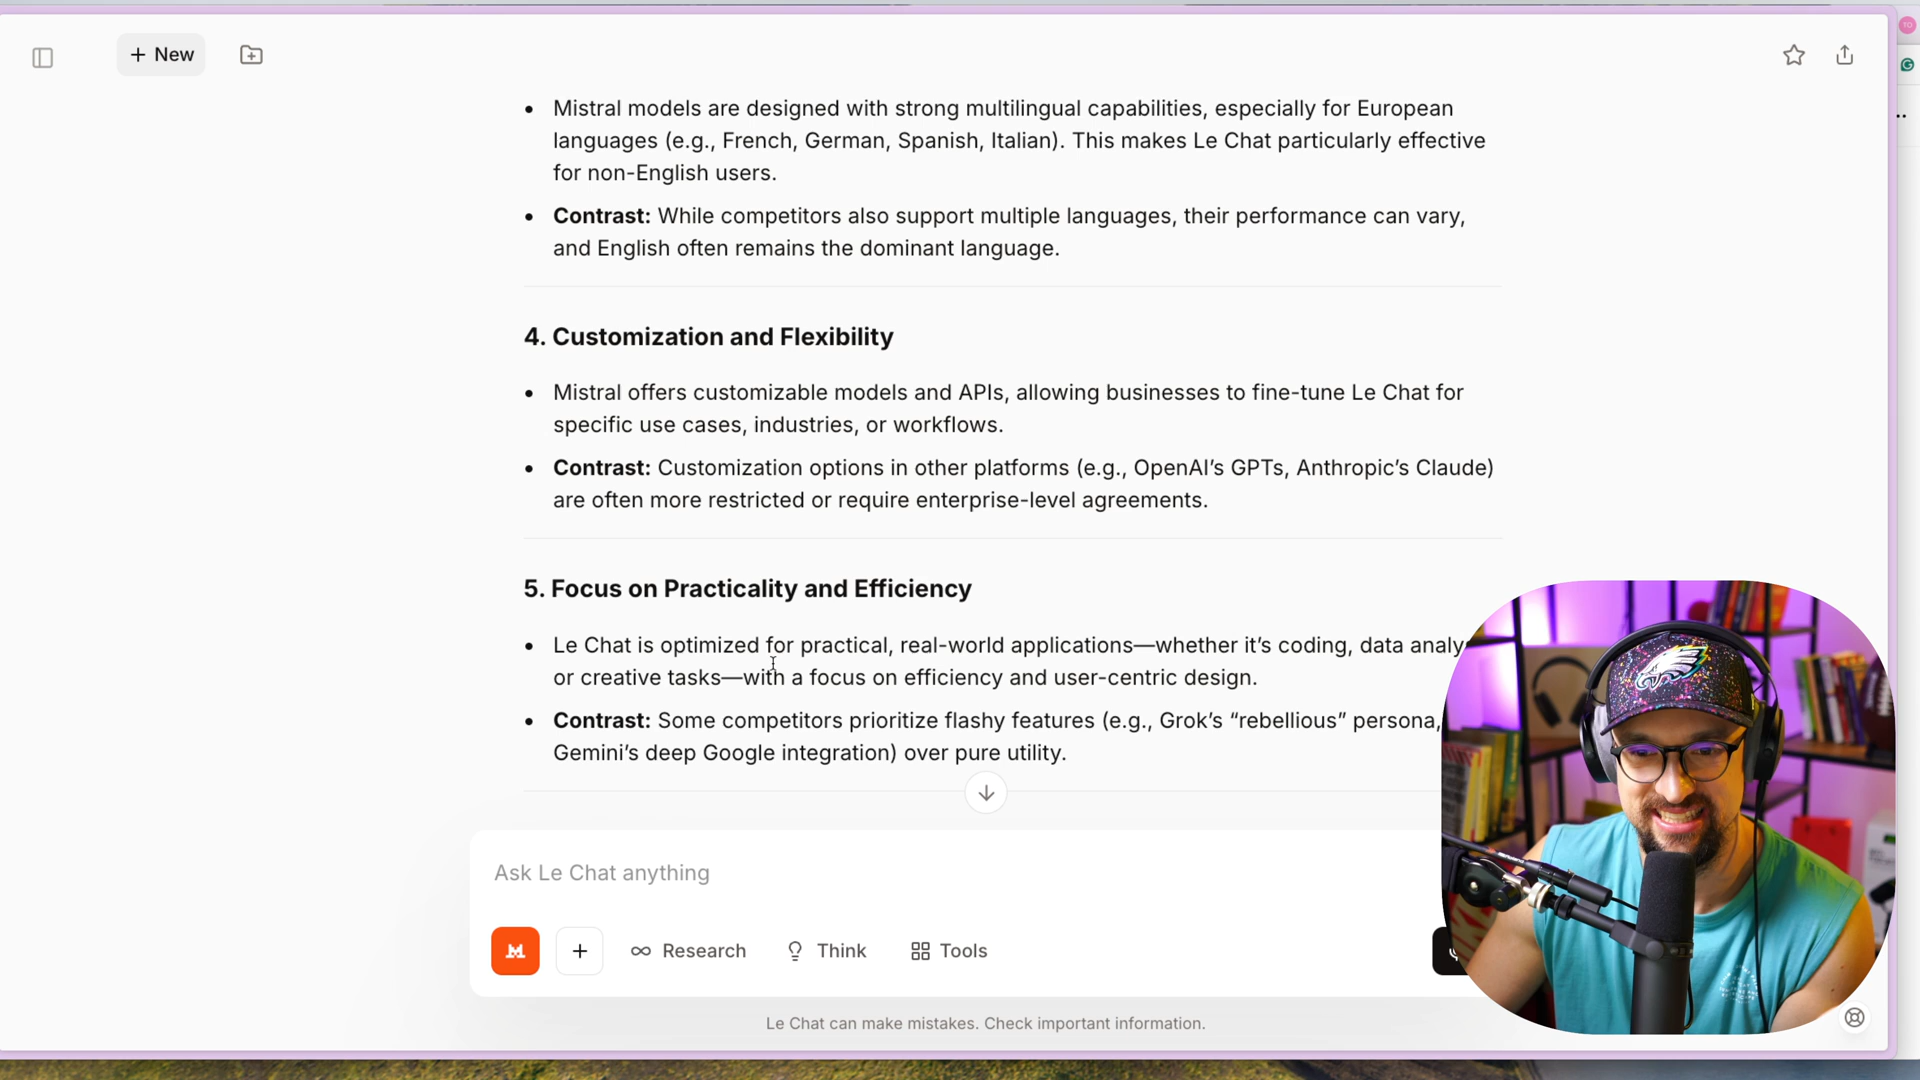 New
Mistral models are designed with strong multilingual capabilities, especially for European
languages (e.g., French, German, Spanish, Italian). This makes Le Chat particularly effective
for non-English users.
Contrast: While competitors also support multiple languages, their performance can vary,
and English often remains the dominant language.
4. Customization and Flexibility
Mistral offers customizable models and APIs, allowing businesses to fine-tune Le Chat for
specific use cases, industries, or workflows.
Contrast: Customization options in other platforms (e.g., OpenAI’s GPTs, Anthropic’s Claude)
are often more restricted or require enterprise-level agreements.
5. Focus on Practicality and Efficiency
Le Chat is optimized for practical, real-world applications—whether it’s coding, data analy
or creative tasks—with a focus on efficiency and user-centric design.
Contrast: Some competitors prioritize flashy features (e.g., Grok’s “rebellious” persona,
Gemini’s deep Google integration) over pure utility.
Ask Le Chat anything
Research Think Tools
Le Chat can make mistakes. Check important information.